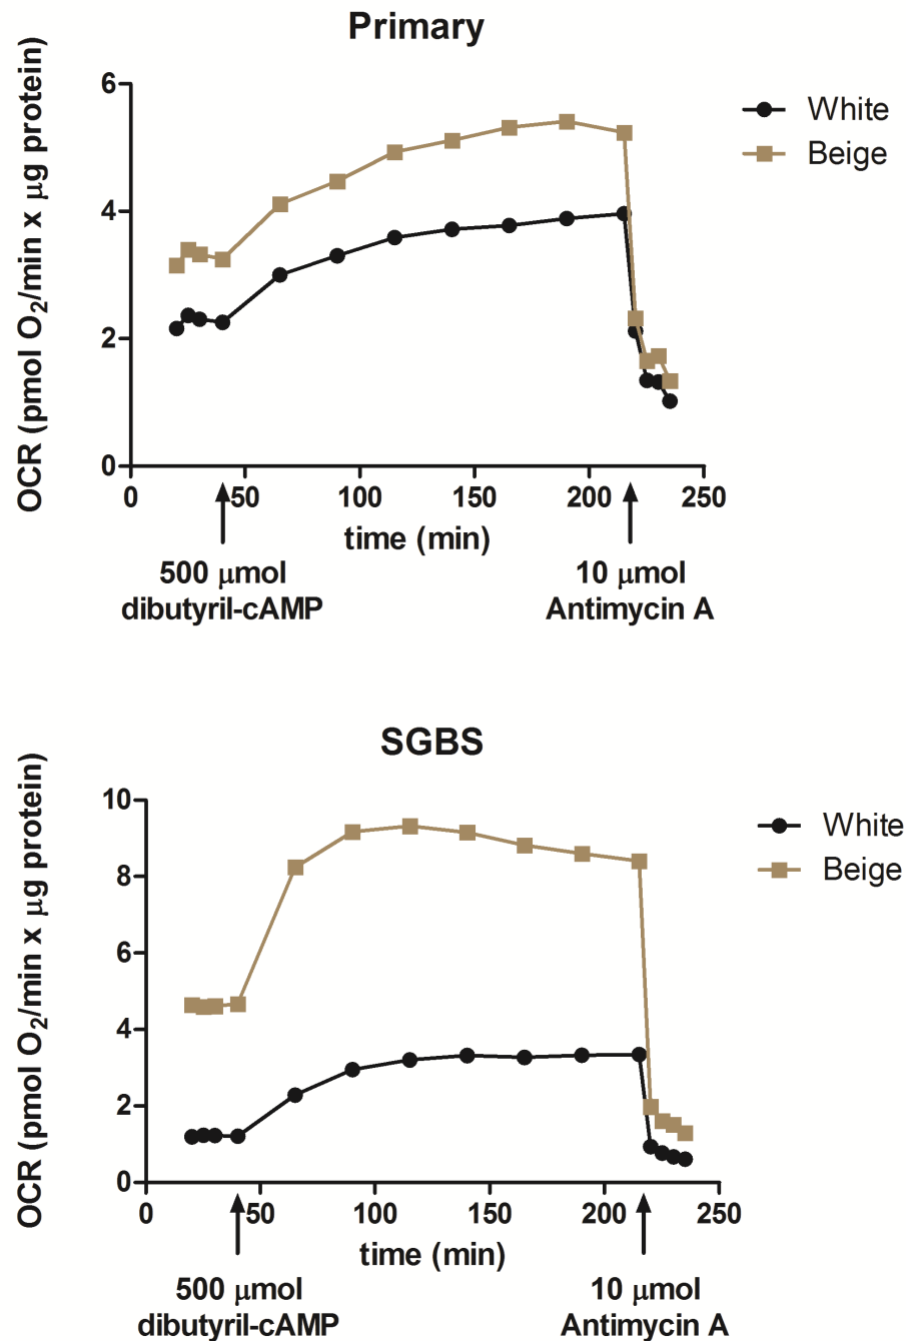 Primary
OCR (pmol O₂/min x μg protein)
6
4
2
0
White
Beige
0 50 100 150 200 250
time (min)
500 μmol
dibutyril-cAMP
10 μmol
Antimycin A
SGBS
OCR (pmol O₂/min x μg protein)
10
8
6
4
2
0
White
Beige
0 50 100 150 200 250
time (min)
500 μmol
dibutyril-cAMP
10 μmol
Antimycin A